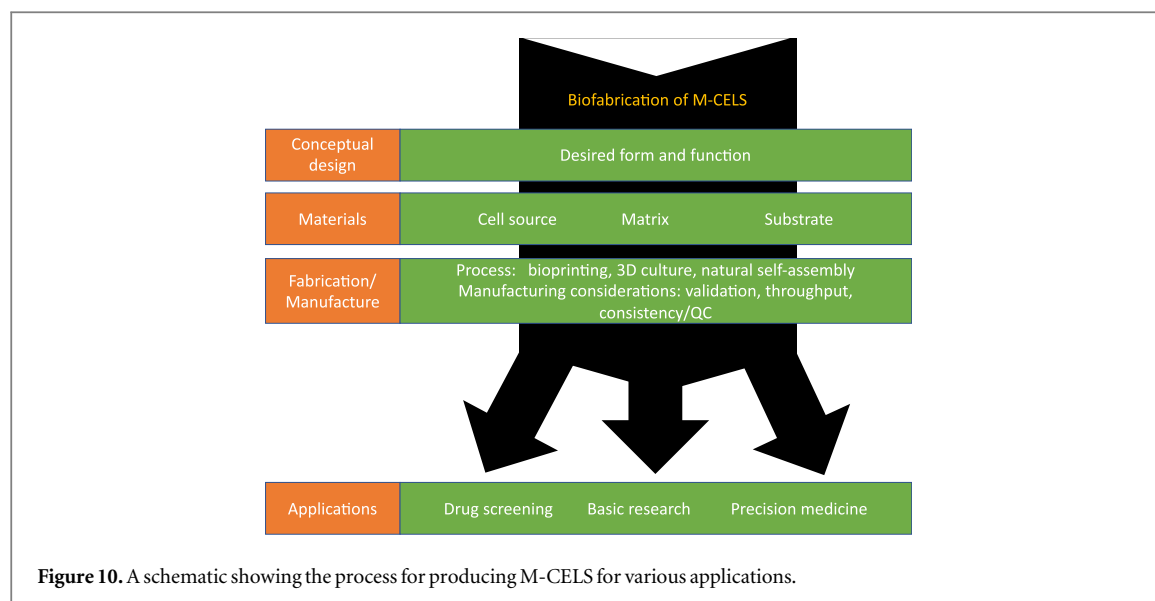 Biofabrication of M-CELS
Conceptual
design
Desired form and function
Materials
Cell source Matrix Substrate
Fabrication/
Manufacture
Process: bioprinting, 3D culture, natural self-assembly
Manufacturing considerations: validation, throughput,
consistency/QC
Applications
Drug screening Basic research Precision medicine
Figure 10. A schematic showing the process for producing M-CELS for various applications.